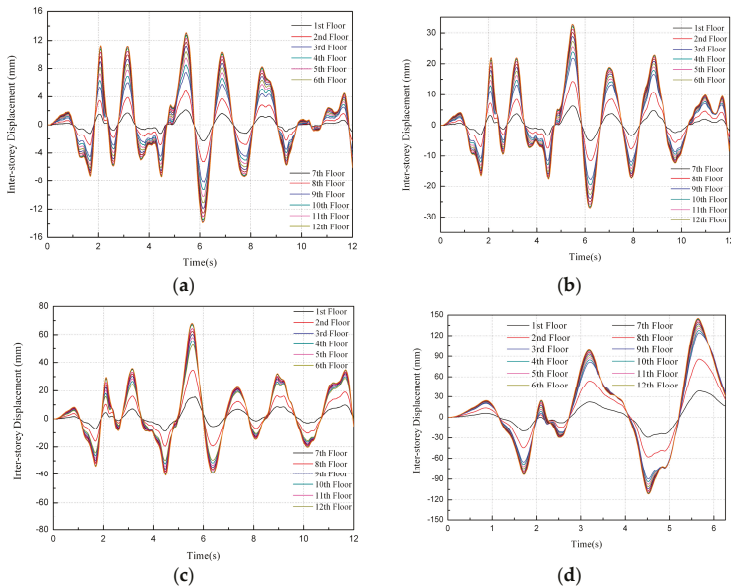 16
12
8
4
0
-4
-8
-12
-16
0 2 4 6 8 10 12
Inter-storey Displacement (mm)
Time(s)
1st Floor
2nd Floor
3rd Floor
4th Floor
5th Floor
6th Floor
7th Floor
8th Floor
9th Floor
10th Floor
11th Floor
12th Floor
(a)
30
20
10
0
-10
-20
-30
0 2 4 6 8 10 12
Inter-storey Displacement (mm)
Time(s)
1st Floor
2nd Floor
3rd Floor
4th Floor
5th Floor
6th Floor
7th Floor
8th Floor
9th Floor
10th Floor
11th Floor
12th Floor
(b)
80
60
40
20
0
-20
-40
-60
-80
0 2 4 6 8 10 12
Inter-storey Displacement (mm)
Time(s)
1st Floor
2nd Floor
3rd Floor
4th Floor
5th Floor
6th Floor
7th Floor
8th Floor
9th Floor
10th Floor
11th Floor
12th Floor
(c)
150
120
90
60
30
0
-30
-60
-90
-120
-150
0 1 2 3 4 5 6
Inter-storey Displacement (mm)
Time(s)
1st Floor 7th Floor
2nd Floor 8th Floor
3rd Floor 9th Floor
4th Floor 10th Floor
5th Floor 11th Floor
6th Floor 12th Floor
(d)